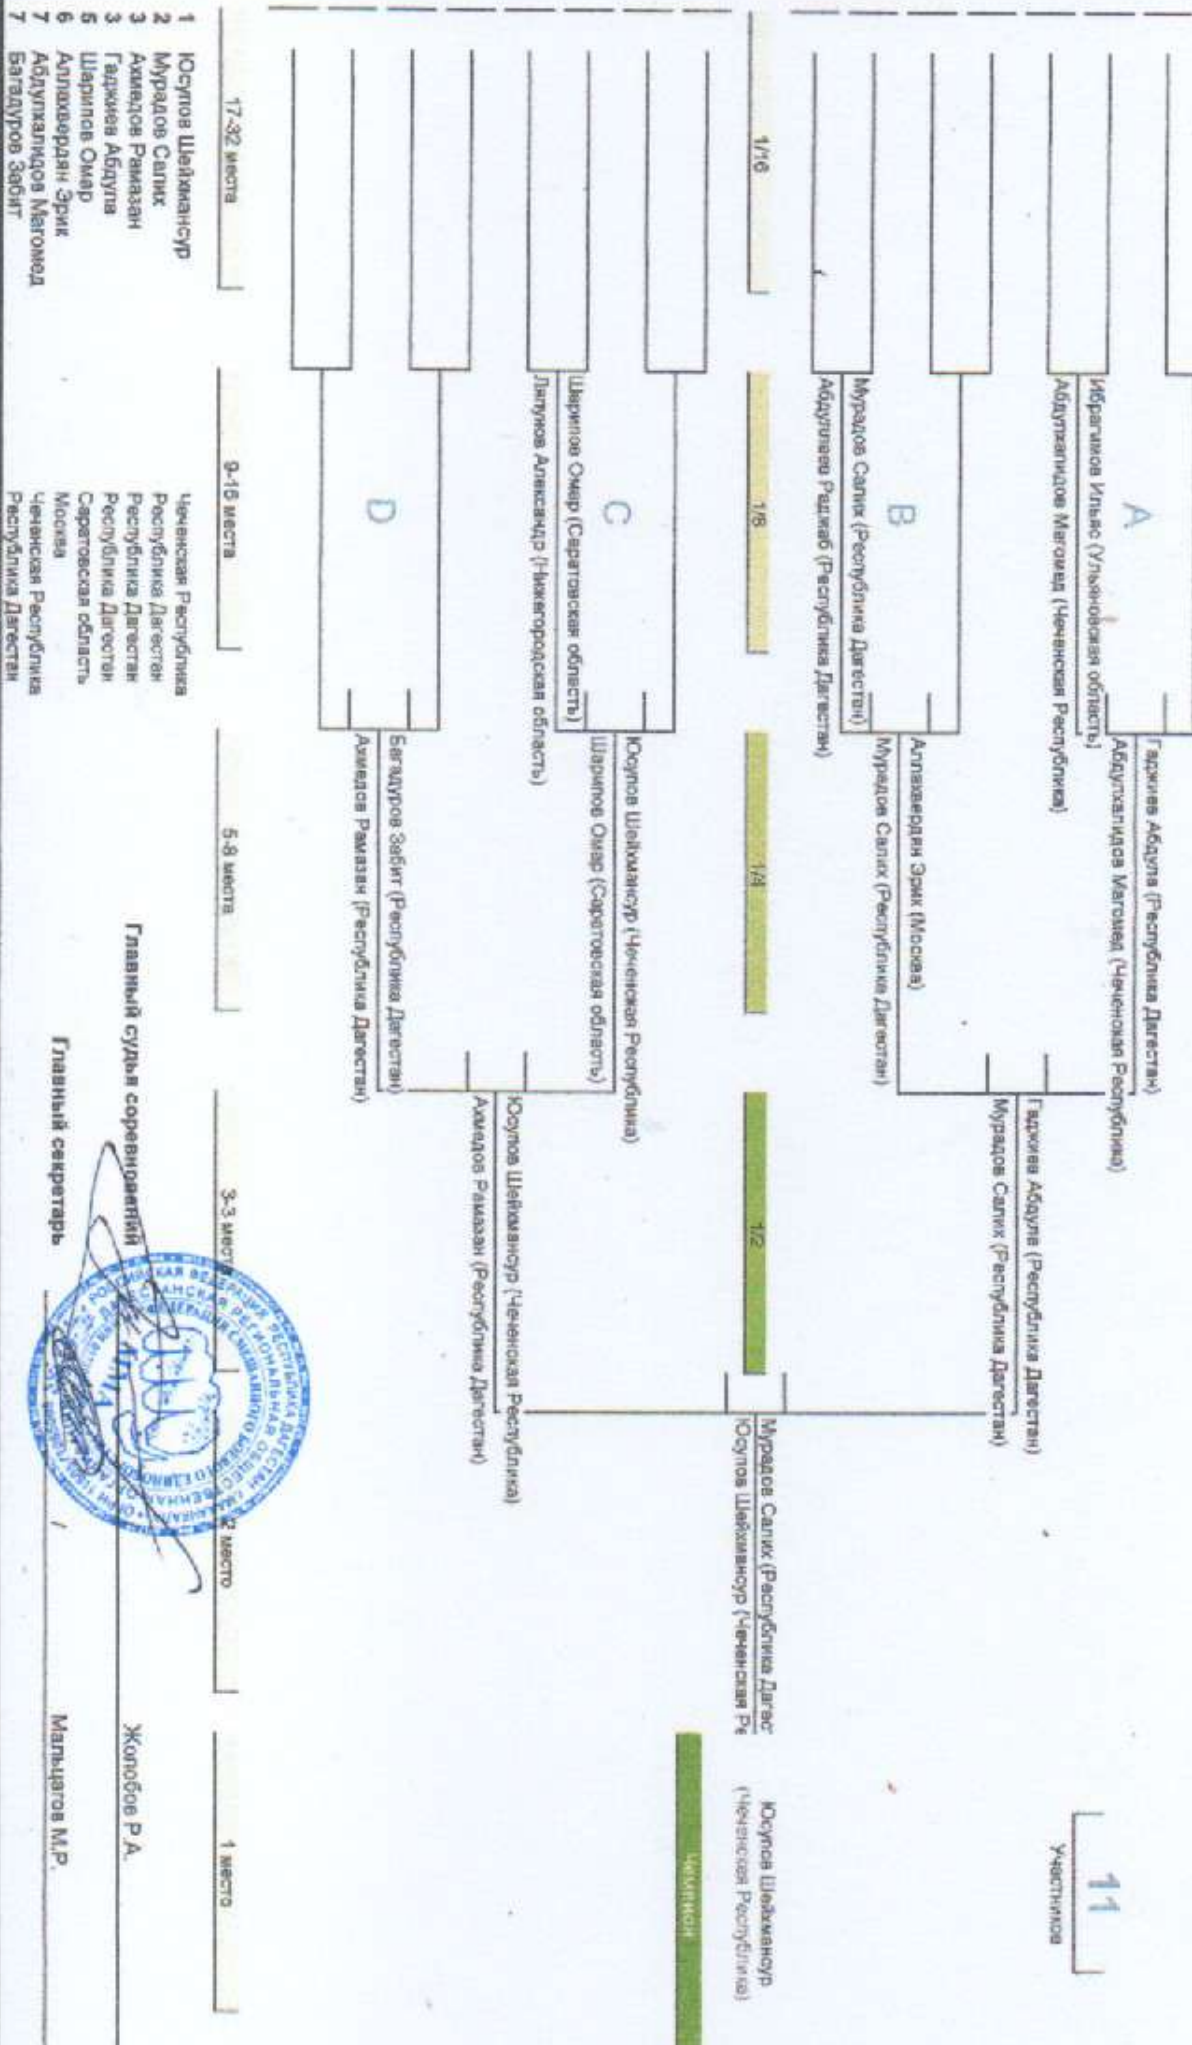 11
Участников
A
Гаджиев Абдула (Республика Дагестан)
Абдулхалидов Магомед (Чеченская Республика)
Ибрагимов Ильяс (Ульяновская область)
Абдулхалидов Магомед (Чеченская Республика)
Гаджиев Абдула (Республика Дагестан)
Мурадов Салих (Республика Дагестан)
B
Аллахвердян Эрик (Москва)
Мурадов Салих (Республика Дагестан)
Мурадов Салих (Республика Дагестан)
Абдуллаев Раджаб (Республика Дагестан)
Мурадов Салих (Республика Дагес
Юсупов Шейхмансур (Чеченская Ре
Юсупов Шейхмансур
(Чеченская Республика)
1/16
1/8
1/4
1/2
Чемпион
C
Юсупов Шейхмансур (Чеченская Республика)
Шарипов Омар (Саратовская область)
Шарипов Омар (Саратовская область)
Ляпунов Александр (Нижегородская область)
Юсупов Шейхмансур (Чеченская Республика)
Ахмедов Рамазан (Республика Дагестан)
D
Багадуров Забит (Республика Дагестан)
Ахмедов Рамазан (Республика Дагестан)
17-32 места
9-16 места
5-8 места
3-3 места
2 место
1 место
1 Юсупов Шейхмансур Чеченская Республика
2 Мурадов Салих Республика Дагестан
3 Ахмедов Рамазан Республика Дагестан
3 Гаджиев Абдула Республика Дагестан
5 Шарипов Омар Саратовская область
6 Аллахвердян Эрик Москва
7 Абдулхалидов Магомед Чеченская Республика
7 Багадуров Забит Республика Дагестан
Главный судья соревнований Жолобов Р.А.
Главный секретарь / Мальцагов М.Р.
РОССИЙСКАЯ ФЕДЕРАЦИЯ РЕСПУБЛИКА ДАГЕСТАН